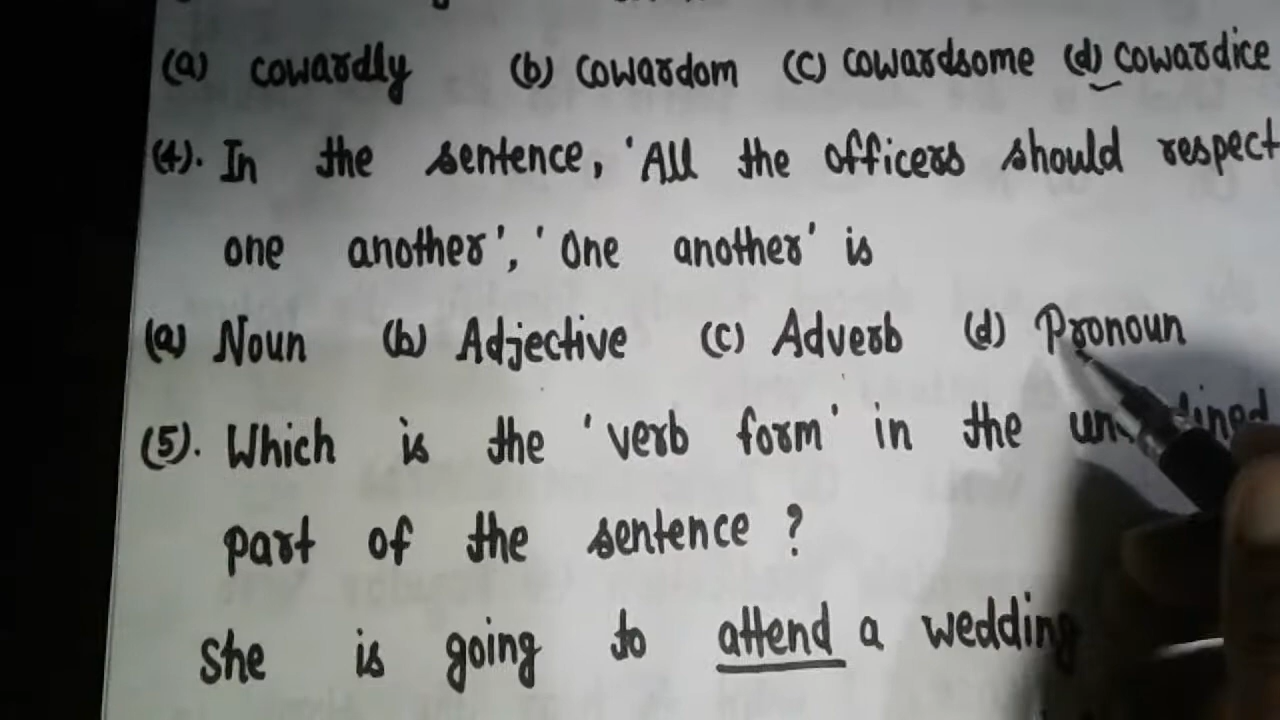 (a) cowardly (b) cowardom (c) cowardsome (d) cowardice
(4). In the sentence, 'All the officers should respect
one another', 'One another' is
(a) Noun (b) Adjective (c) Adverb (d) Pronoun
(5). Which is the 'verb form' in the
part of the sentence ?
She is going to attend a wedding